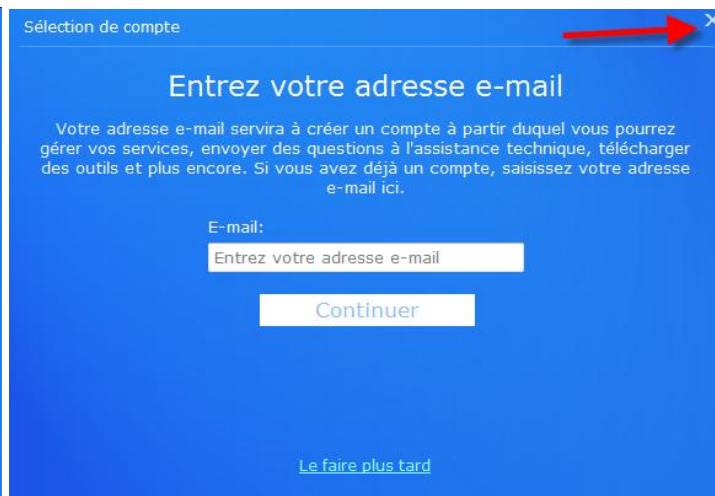 Sélection de compte
Entrez votre adresse e-mail
Votre adresse e-mail servira à créer un compte à partir duquel vous pourrez
gérer vos services, envoyer des questions à l'assistance technique, télécharger
des outils et plus encore. Si vous avez déjà un compte, saisissez votre adresse
e-mail ici.
E-mail:
Entrez votre adresse e-mail
Continuer
Le faire plus tard